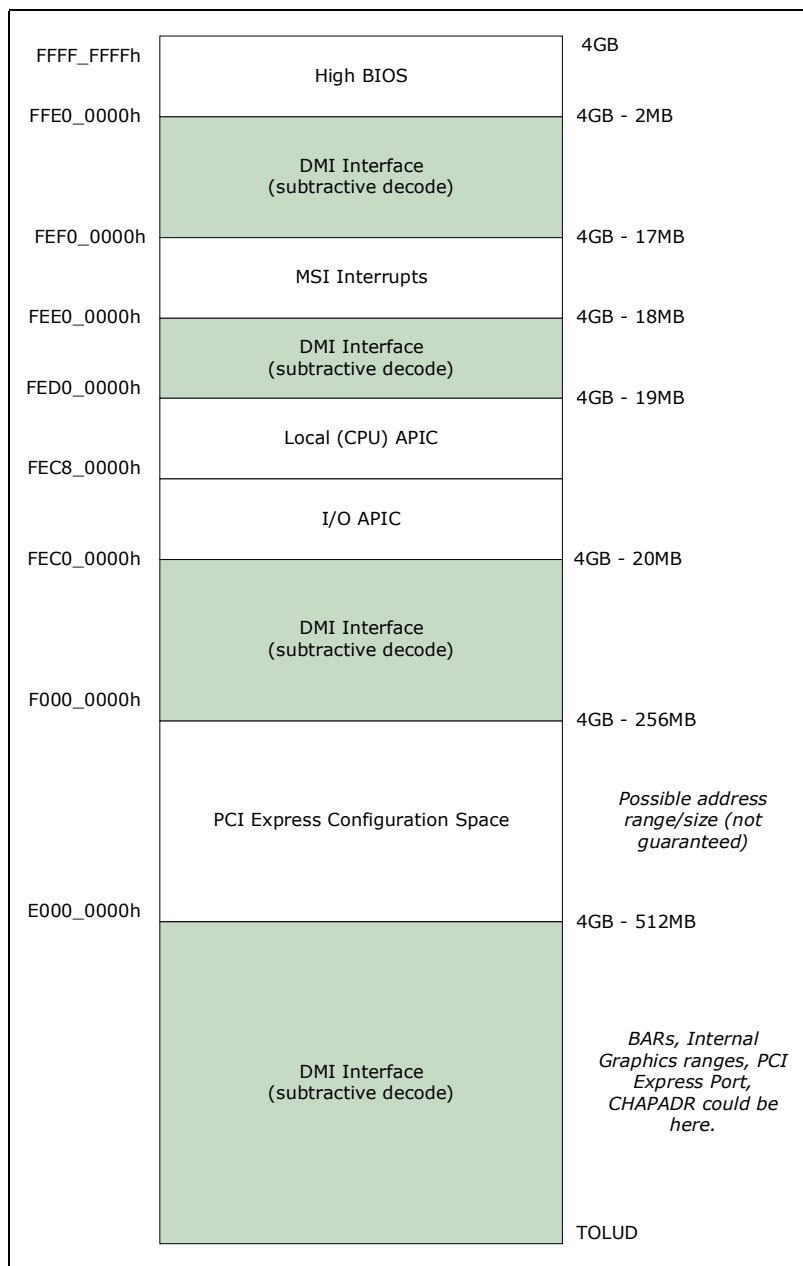 FFFF_FFFFh
4GB
High BIOS
FFE0_0000h
4GB - 2MB
DMI Interface
(subtractive decode)
FEF0_0000h
4GB - 17MB
MSI Interrupts
FEE0_0000h
4GB - 18MB
DMI Interface
(subtractive decode)
FED0_0000h
4GB - 19MB
Local (CPU) APIC
FEC8_0000h
I/O APIC
FEC0_0000h
4GB - 20MB
DMI Interface
(subtractive decode)
F000_0000h
4GB - 256MB
PCI Express Configuration Space
Possible address
range/size (not
guaranteed)
E000_0000h
4GB - 512MB
DMI Interface
(subtractive decode)
BARs, Internal
Graphics ranges, PCI
Express Port,
CHAPADR could be
here.
TOLUD